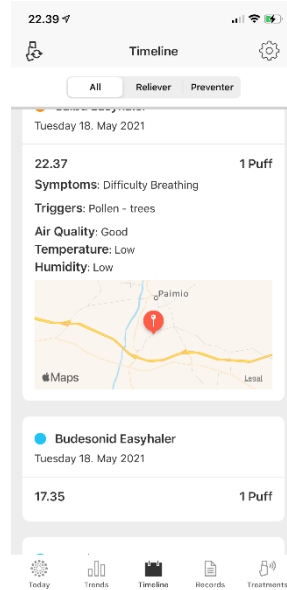 22.39
Timeline
All Reliever Preventer
Tuesday 18. May 2021
22.37 1 Puff
Symptoms: Difficulty Breathing
Triggers: Pollen - trees
Air Quality: Good
Temperature: Low
Humidity: Low
Paimio
Maps Legal
Budesonid Easyhaler
Tuesday 18. May 2021
17.35 1 Puff
Today Trends Timeline Records Treatments